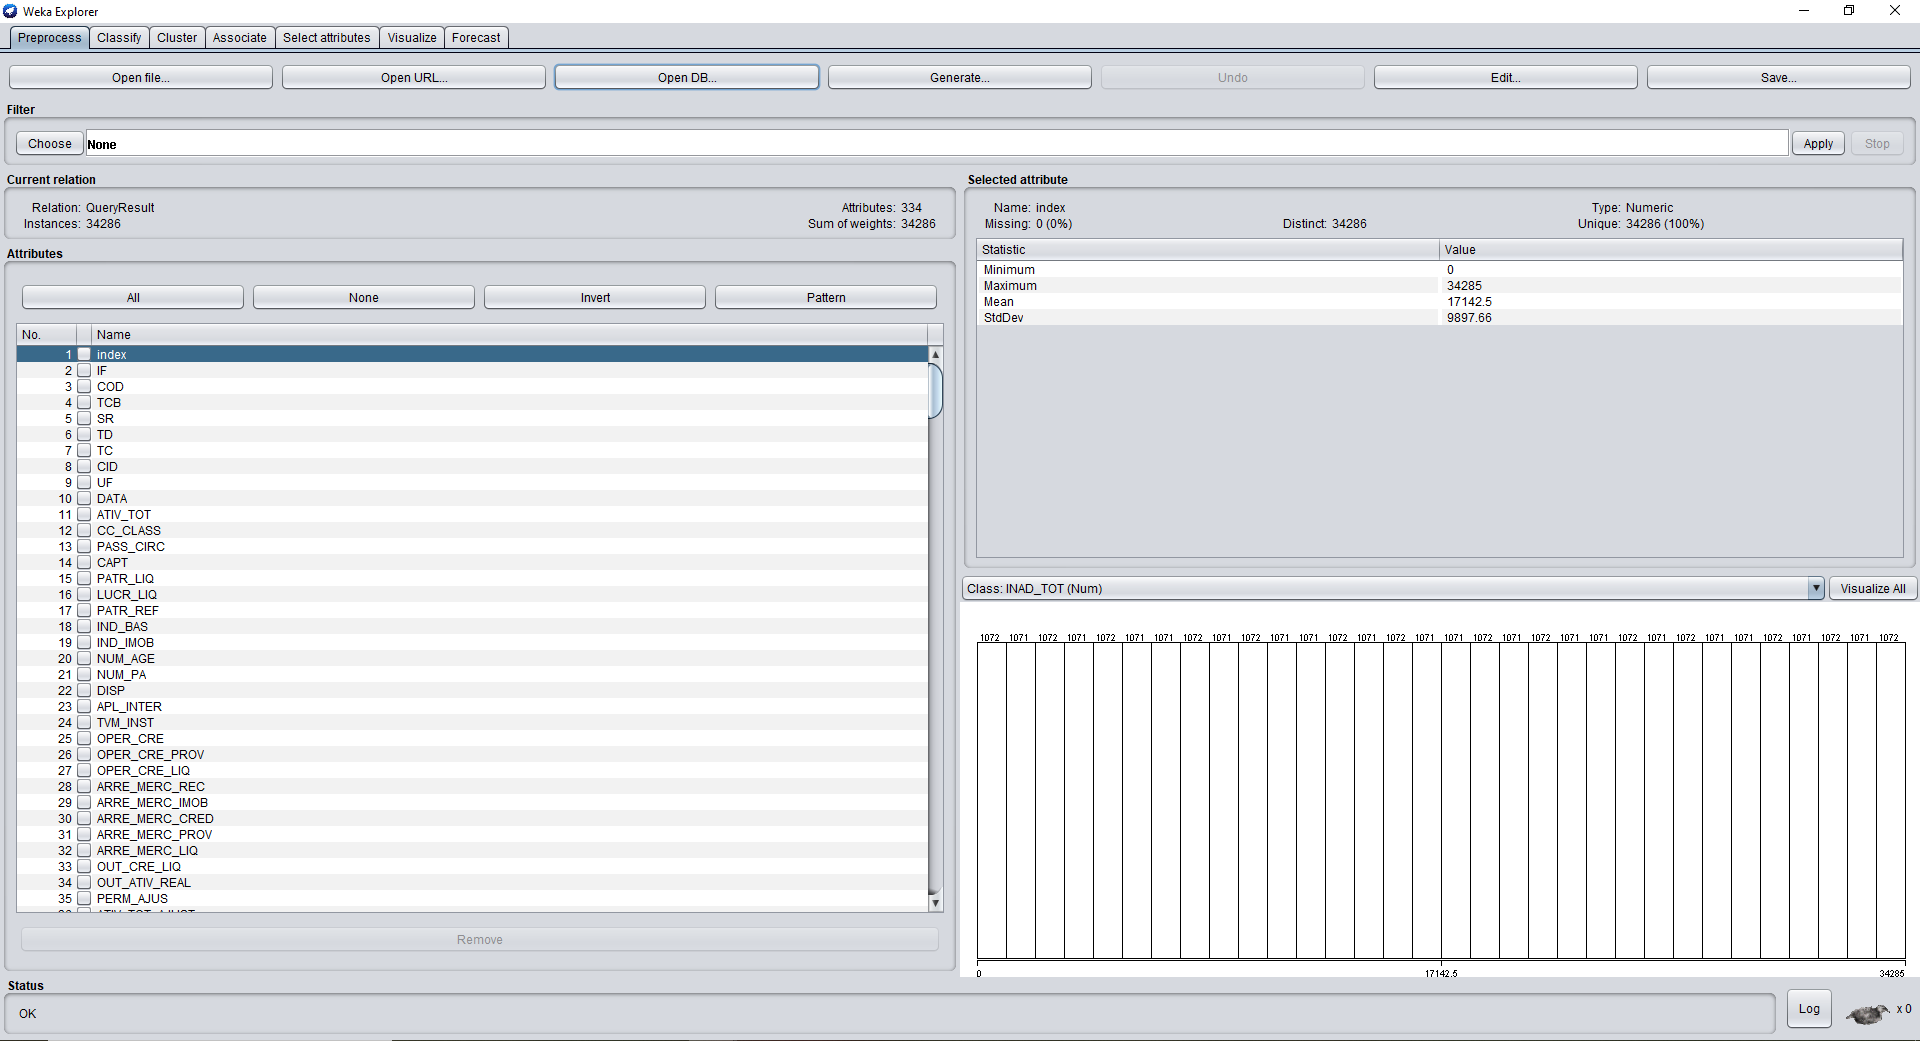 Weka Explorer
Preprocess Classify Cluster Associate Select attributes Visualize Forecast
Open file... Open URL... Open DB... Generate... Undo Edit... Save...
Filter
Choose None Apply Stop
Current relation
Relation: QueryResult Attributes: 334
Instances: 34286 Sum of weights: 34286
Attributes
All None Invert Pattern
No. Name
1 index
2 IF
3 COD
4 TCB
5 SR
6 TD
7 TC
8 CID
9 UF
10 DATA
11 ATIV_TOT
12 CC_CLASS
13 PASS_CIRC
14 CAPT
15 PATR_LIQ
16 LUCR_LIQ
17 PATR_REF
18 IND_BAS
19 IND_IMOB
20 NUM_AGE
21 NUM_PA
22 DISP
23 APL_INTER
24 TVM_INST
25 OPER_CRE
26 OPER_CRE_PROV
27 OPER_CRE_LIQ
28 ARRE_MERC_REC
29 ARRE_MERC_IMOB
30 ARRE_MERC_CRED
31 ARRE_MERC_PROV
32 ARRE_MERC_LIQ
33 OUT_CRE_LIQ
34 OUT_ATIV_REAL
35 PERM_AJUS
Remove
Selected attribute
Name: index Type: Numeric
Missing: 0 (0%) Distinct: 34286 Unique: 34286 (100%)
Statistic Value
Minimum 0
Maximum 34285
Mean 17142.5
StdDev 9897.66
Class: INAD_TOT (Num) Visualize All
1072 1071 1072 1071 1072 1071 1071 1072 1071 1072 1071 1071 1072 1071 1072 1071 1072 1071 1072 1071 1071 1072 1071 1072 1071 1071 1072 1071 1072 1071 1072
0 17142.5 34285
Status
OK Log x 0